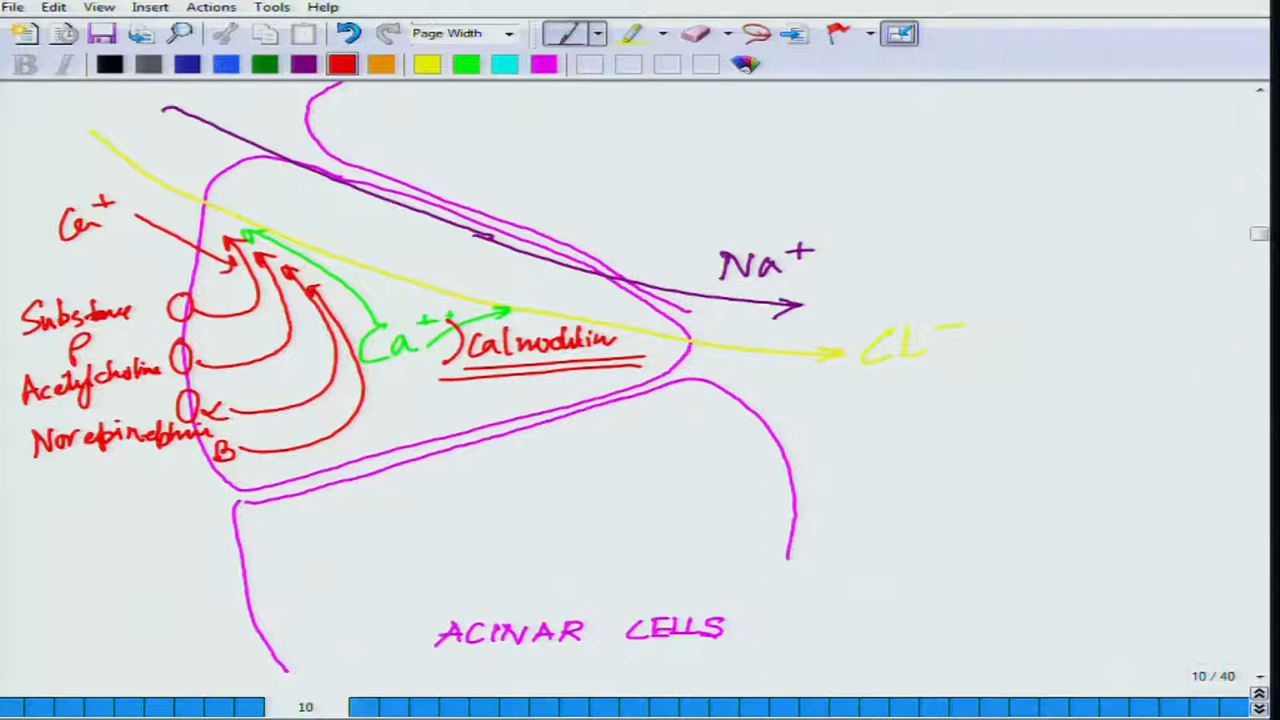 File Edit View Insert Actions Tools Help
Page Width
B I
Na+
Ca+
Cl−
Substance
P
Ca++
Calmodulin
Acetylcholine
α
Norepinephrin
B
ACINAR CELLS
10 / 40
10